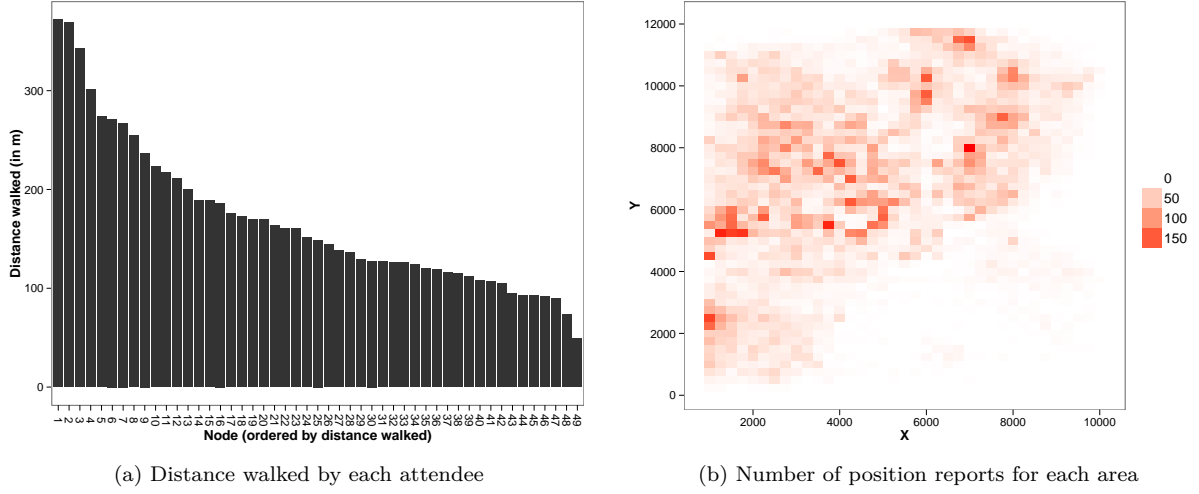 Distance walked (in m)
300
200
100
0
1 2 3 4 5 6 7 8 9 10 11 12 13 14 15 16 17 18 19 20 21 22 23 24 25 26 27 28 29 30 31 32 33 34 35 36 37 38 39 40 41 42 43 44 45 46 47 48 49
Node (ordered by distance walked)
(a) Distance walked by each attendee
Y
12000
10000
8000
6000
4000
2000
0
2000 4000 6000 8000 10000
X
0
50
100
150
(b) Number of position reports for each area